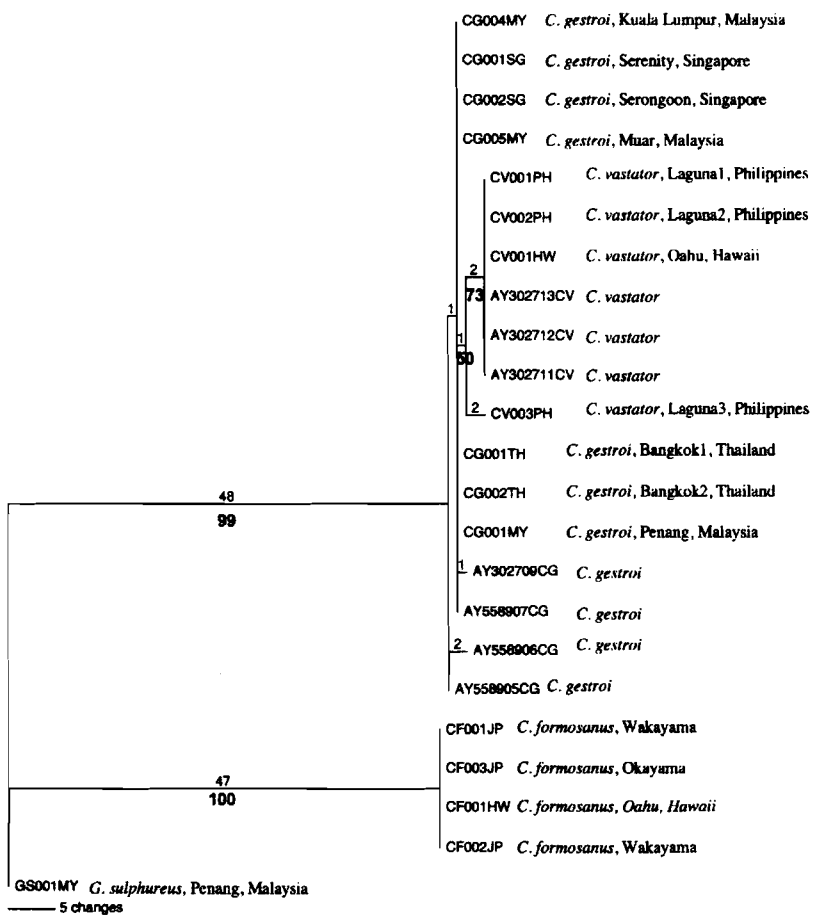 CG004MY C. gestroi, Kuala Lumpur, Malaysia
CG001SG C. gestroi, Serenity, Singapore
CG002SG C. gestroi, Serongoon, Singapore
CG005MY C. gestroi, Muar, Malaysia
CV001PH C. vastator, Laguna1, Philippines
CV002PH C. vastator, Laguna2, Philippines
CV001HW C. vastator, Oahu, Hawaii
2
73 AY302713CV C. vastator
1
1 AY302712CV C. vastator
50
AY302711CV C. vastator
2 CV003PH C. vastator, Laguna3, Philippines
CG001TH C. gestroi, Bangkok1, Thailand
48
CG002TH C. gestroi, Bangkok2, Thailand
99
CG001MY C. gestroi, Penang, Malaysia
1 AY302709CG C. gestroi
AY558907CG C. gestroi
2 AY558906CG C. gestroi
AY558905CG C. gestroi
CF001JP C. formosanus, Wakayama
CF003JP C. formosanus, Okayama
47
100
CF001HW C. formosanus, Oahu, Hawaii
CF002JP C. formosanus, Wakayama
GS001MY G. sulphureus, Penang, Malaysia
5 changes